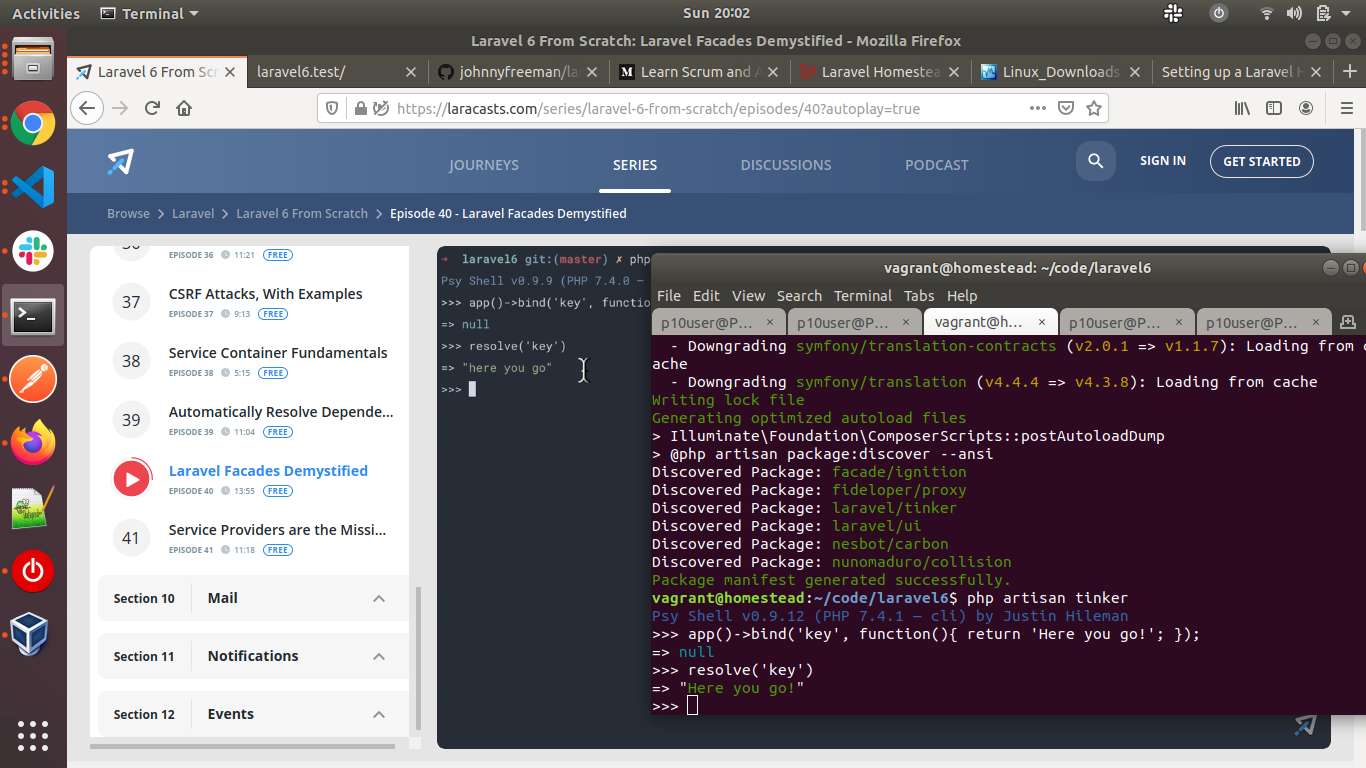 Activities Terminal Sun 20:02
Laravel 6 From Scratch: Laravel Facades Demystified - Mozilla Firefox
Laravel 6 From Scr
laravel6.test/
johnnyfreeman/la
Learn Scrum and A
Laravel Homestea
Linux_Downloads
Setting up a Laravel H
https://laracasts.com/series/laravel-6-from-scratch/episodes/40?autoplay=true
JOURNEYS SERIES DISCUSSIONS PODCAST SIGN IN GET STARTED
Browse > Laravel > Laravel 6 From Scratch > Episode 40 - Laravel Facades Demystified
EPISODE 36 11:21 FREE
37 CSRF Attacks, With Examples
EPISODE 37 9:13 FREE
38 Service Container Fundamentals
EPISODE 38 5:15 FREE
39 Automatically Resolve Depende...
EPISODE 39 11:04 FREE
Laravel Facades Demystified
EPISODE 40 13:55 FREE
41 Service Providers are the Missi...
EPISODE 41 11:18 FREE
Section 10 Mail
Section 11 Notifications
Section 12 Events
➜ laravel6 git:(master) ✗ php
Psy Shell v0.9.9 (PHP 7.4.0 —
>>> app()->bind('key', function
=> null
>>> resolve('key')
=> "here you go"
>>>
vagrant@homestead: ~/code/laravel6
File Edit View Search Terminal Tabs Help
p10user@P...
p10user@P...
vagrant@h...
p10user@P...
p10user@P...
- Downgrading symfony/translation-contracts (v2.0.1 => v1.1.7): Loading from c
ache
- Downgrading symfony/translation (v4.4.4 => v4.3.8): Loading from cache
Writing lock file
Generating optimized autoload files
> Illuminate\Foundation\ComposerScripts::postAutoloadDump
> @php artisan package:discover --ansi
Discovered Package: facade/ignition
Discovered Package: fideloper/proxy
Discovered Package: laravel/tinker
Discovered Package: laravel/ui
Discovered Package: nesbot/carbon
Discovered Package: nunomaduro/collision
Package manifest generated successfully.
vagrant@homestead:~/code/laravel6$ php artisan tinker
Psy Shell v0.9.12 (PHP 7.4.1 — cli) by Justin Hileman
>>> app()->bind('key', function(){ return 'Here you go!'; });
=> null
>>> resolve('key')
=> "Here you go!"
>>>